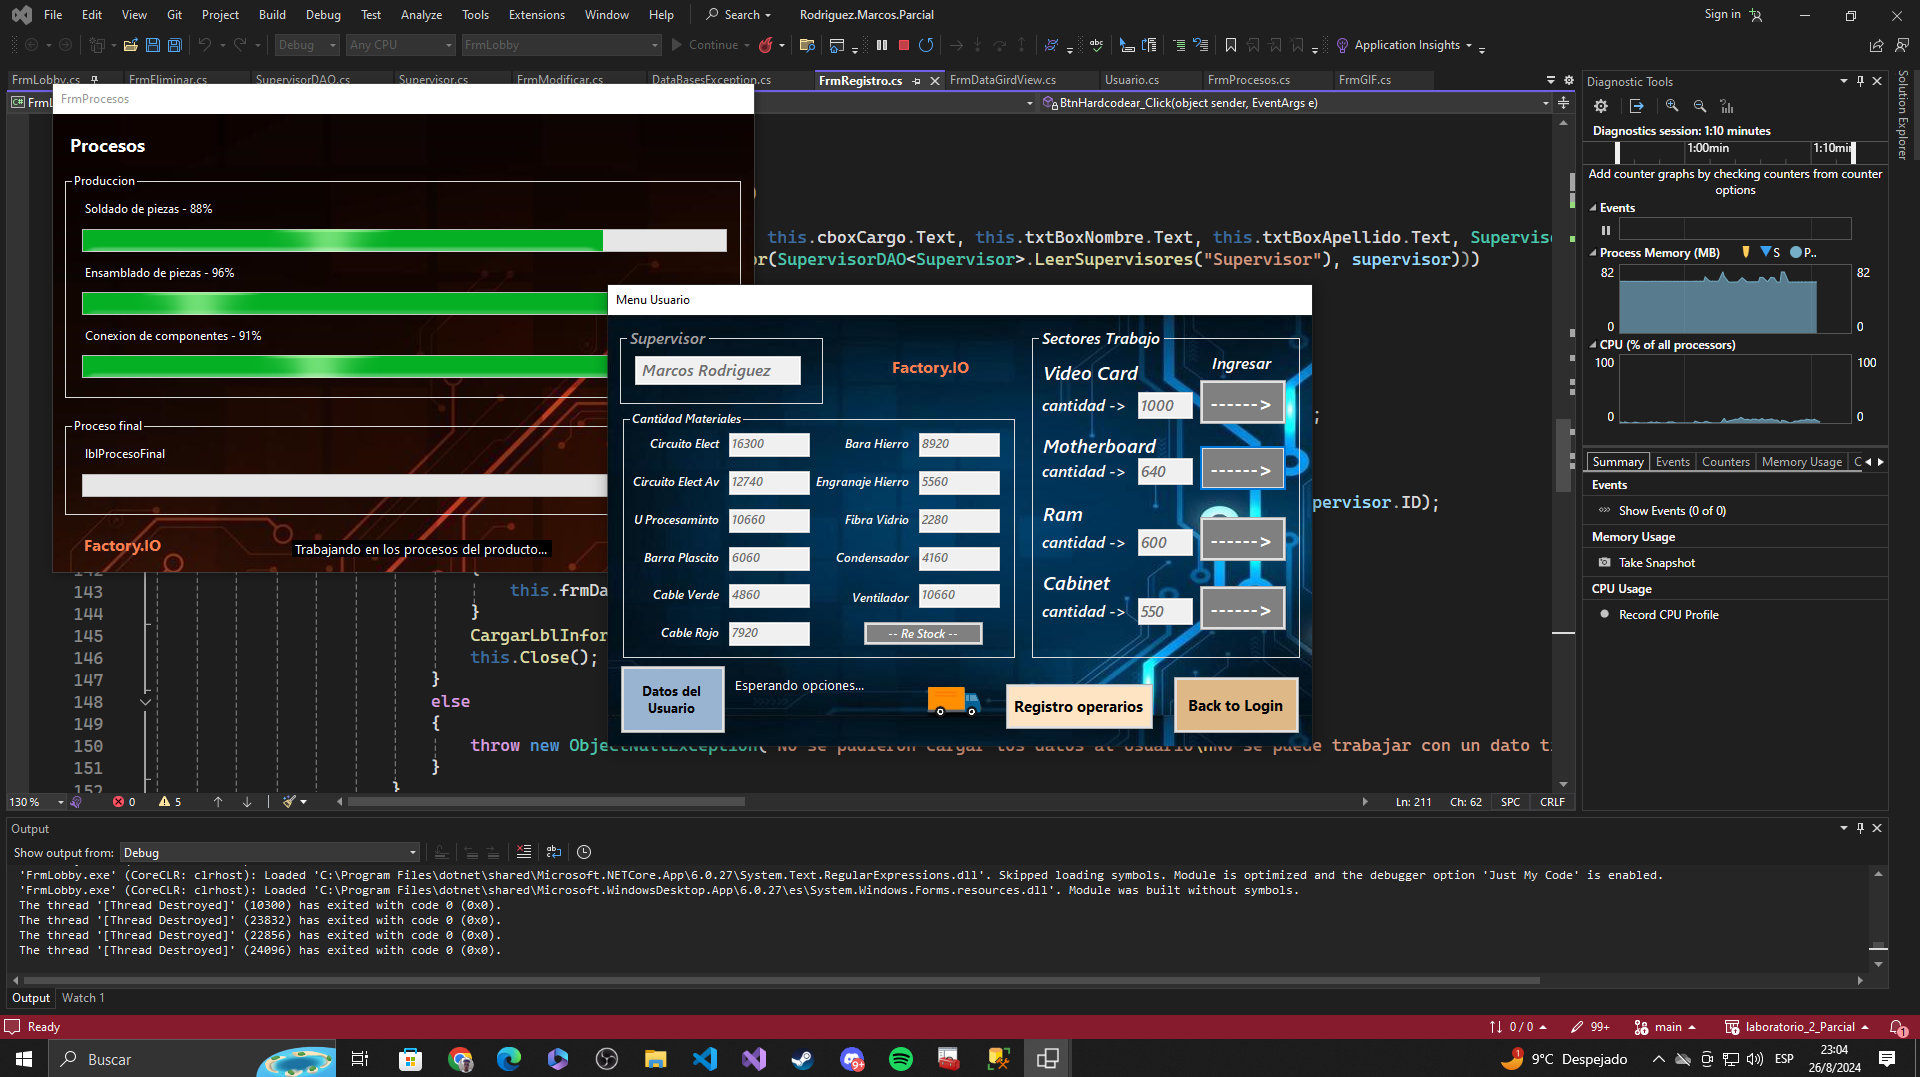 File Edit View Git Project Build Debug Test Analyze Tools Extensions Window Help Search Rodriguez.Marcos.Parcial Sign in
Debug Any CPU FrmLobby Continue Application Insights
FrmLobby.cs FrmEliminar.cs SupervisorDAO.cs Supervisor.cs FrmModificar.cs DataBasesException.cs FrmRegistro.cs FrmDataGirdView.cs Usuario.cs FrmProcesos.cs FrmGIF.cs
BtnHardcodear_Click(object sender, EventArgs e)
FrmProcesos
Procesos
Produccion
Soldado de piezas - 88%
Ensamblado de piezas - 96%
Conexion de componentes - 91%
Proceso final
lblProcesoFinal
Factory.IO
Trabajando en los procesos del producto...
this.cboxCargo.Text, this.txtBoxNombre.Text, this.txtBoxApellido.Text, Superviso
r(SupervisorDAO<Supervisor>.LeerSupervisores("Supervisor"), supervisor)))
;
pervisor.ID);
Menu Usuario
Supervisor
Marcos Rodriguez
Factory.IO
Cantidad Materiales
Circuito Elect 16300 Bara Hierro 8920
Circuito Elect Av 12740 Engranaje Hierro 5560
U Procesaminto 10660 Fibra Vidrio 2280
Barra Plascito 6060 Condensador 4160
Cable Verde 4860 Ventilador 10660
Cable Rojo 7920 -- Re Stock --
Sectores Trabajo
Ingresar
Video Card
cantidad -> 1000 ------>
Motherboard
cantidad -> 640 ------>
Ram
cantidad -> 600 ------>
Cabinet
cantidad -> 550 ------>
Datos del
Usuario
Esperando opciones...
Registro operarios
Back to Login
142 {
143 this.frmDa
144 }
145 CargarLblInfor
146 this.Close();
147 }
148 else
149 {
150 throw new ObjectNullException("No se pudieron cargar los datos al usuario\nNo se puede trabajar con un dato t
151 }
152 }
130 % 0 5 Ln: 211 Ch: 62 SPC CRLF
Diagnostic Tools
Diagnostics session: 1:10 minutes
1:00min 1:10min
Add counter graphs by checking counters from counter
options
Events
Process Memory (MB) S P..
82 82
0 0
CPU (% of all processors)
100 100
0 0
Summary Events Counters Memory Usage C
Events
Show Events (0 of 0)
Memory Usage
Take Snapshot
CPU Usage
Record CPU Profile
Solution Explorer
Output
Show output from: Debug
'FrmLobby.exe' (CoreCLR: clrhost): Loaded 'C:\Program Files\dotnet\shared\Microsoft.NETCore.App\6.0.27\System.Text.RegularExpressions.dll'. Skipped loading symbols. Module is optimized and the debugger option 'Just My Code' is enabled.
'FrmLobby.exe' (CoreCLR: clrhost): Loaded 'C:\Program Files\dotnet\shared\Microsoft.WindowsDesktop.App\6.0.27\es\System.Windows.Forms.resources.dll'. Module was built without symbols.
The thread '[Thread Destroyed]' (10300) has exited with code 0 (0x0).
The thread '[Thread Destroyed]' (23832) has exited with code 0 (0x0).
The thread '[Thread Destroyed]' (22856) has exited with code 0 (0x0).
The thread '[Thread Destroyed]' (24096) has exited with code 0 (0x0).
Output Watch 1
Ready 0 / 0 99+ main laboratorio_2_Parcial 1
Buscar 9+ 1 9°C Despejado ESP 23:04
26/8/2024